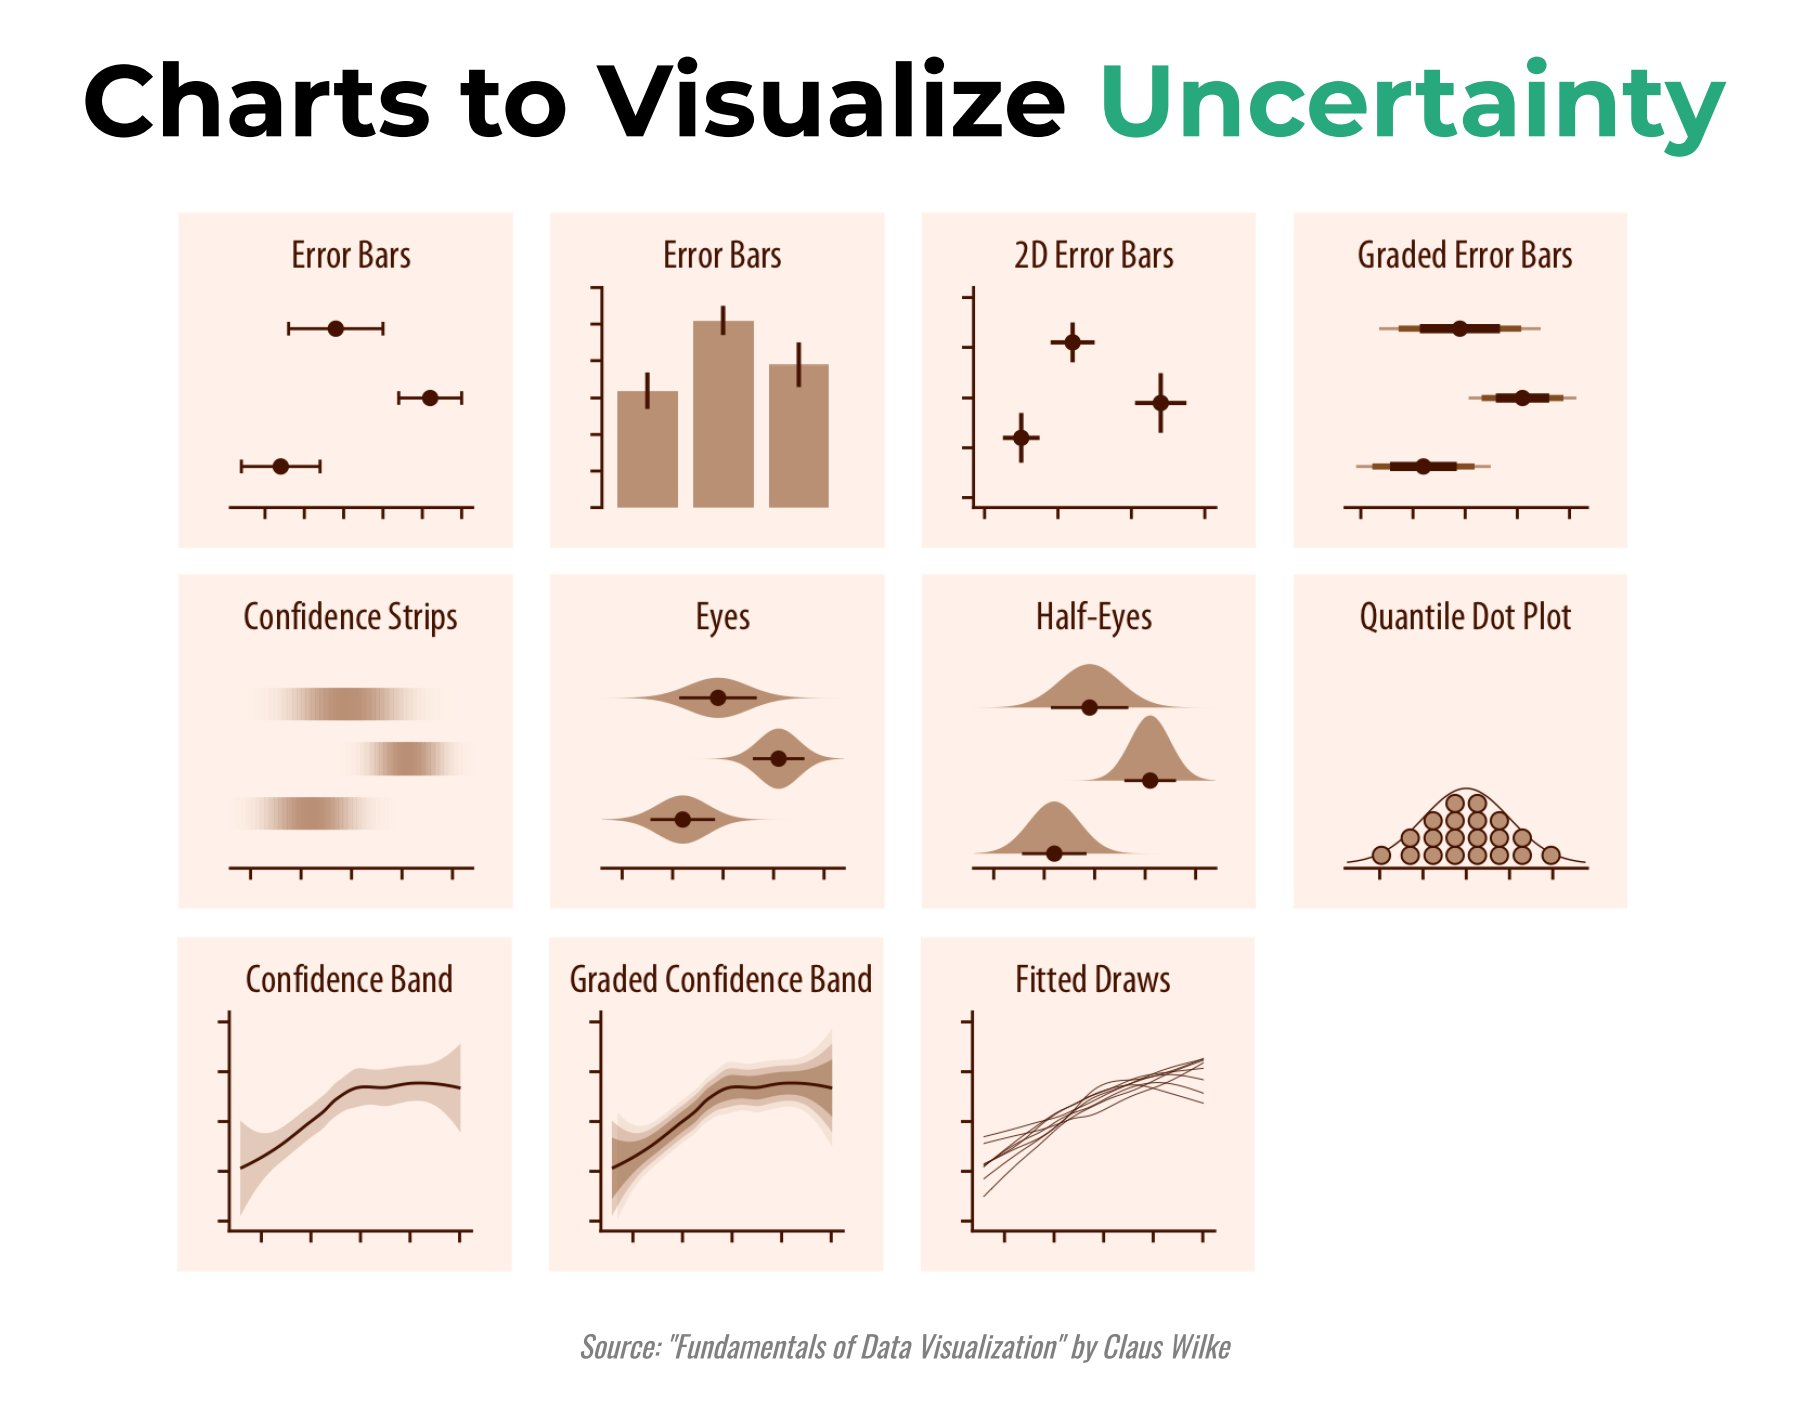 Charts to Visualize Uncertainty
Error Bars
Error Bars
2D Error Bars
Graded Error Bars
Confidence Strips
Eyes
Half-Eyes
Quantile Dot Plot
Confidence Band
Graded Confidence Band
Fitted Draws
Source: "Fundamentals of Data Visualization" by Claus Wilke